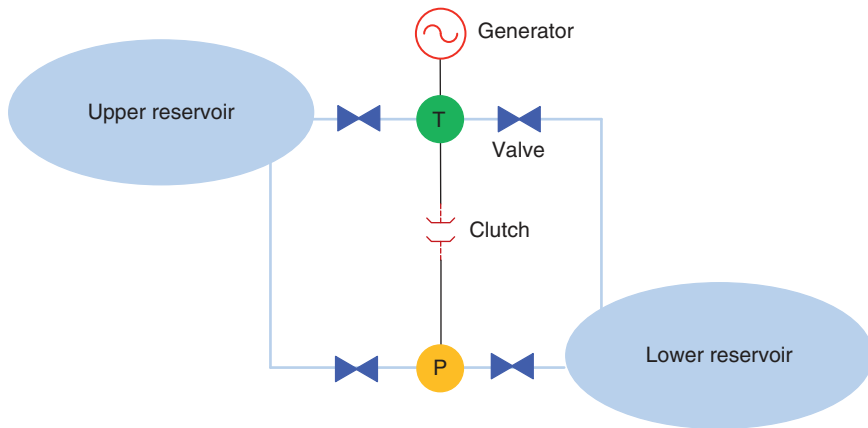 Generator
Upper reservoir
T
Valve
Clutch
P
Lower reservoir